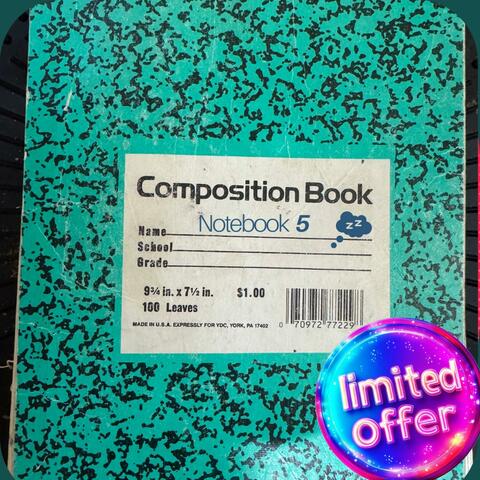 Composition Book
Notebook 5
zz
Name
School
Grade
9¾ in. x 7½ in. $1.00
100 Leaves
MADE IN U.S.A. EXPRESSLY FOR YDC, YORK, PA 17402
0 70972 77229
limited
offer